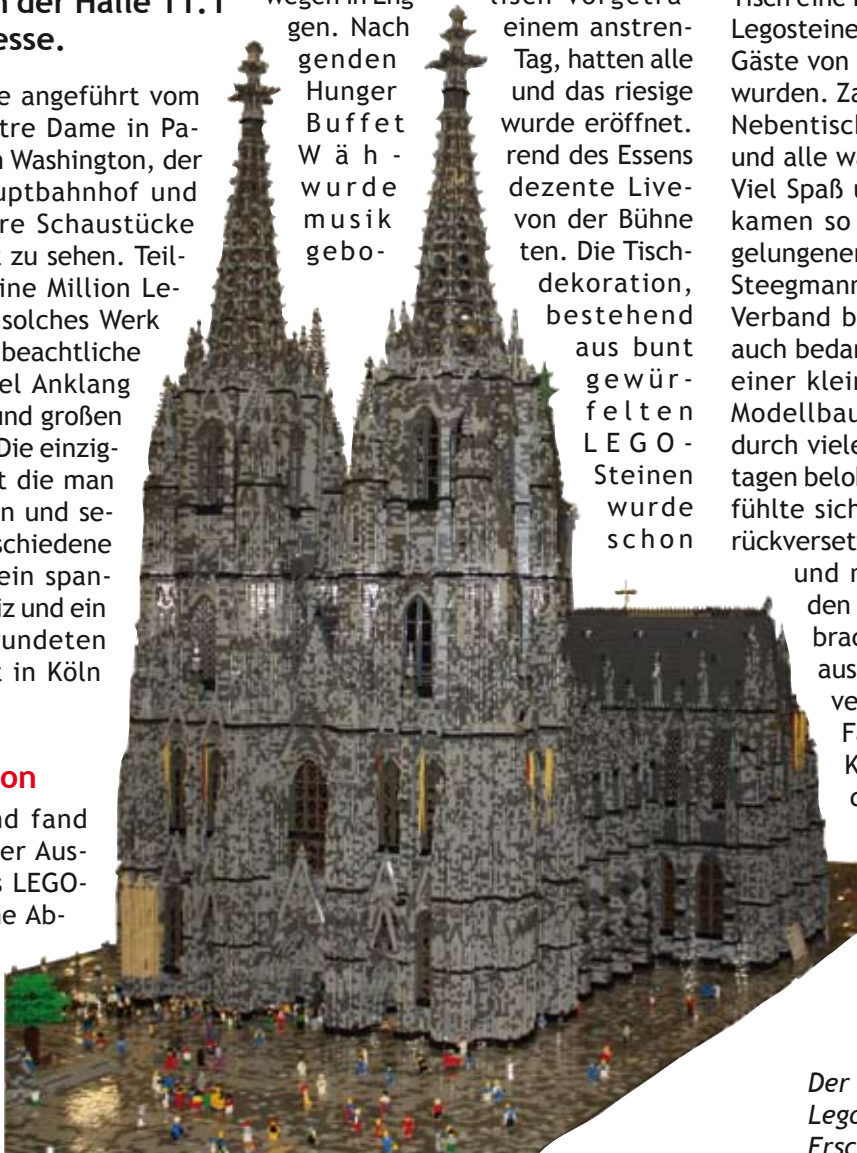 n der Halle 11.1
esse.
e angeführt vom
tre Dame in Pa-
n Washington, der
uptbahnhof und
re Schaustücke
zu sehen. Teil-
ine Million Le-
solches Werk
beachtliche
el Anklang
und großen
Die einzig-
t die man
n und se-
schiedene
ein span-
iz und ein
undeten
t in Köln
on
nd fand
er Aus-
s LEGO-
ne Ab-
wegen in Eng
gen. Nach einem anstren-
genden Tag, hatten alle
Hunger und das riesige
Buffet wurde eröffnet.
Wäh- rend des Essens
wurde dezente Live-
musik von der Bühne
gebo- ten. Die Tisch-
dekoration,
bestehend
aus bunt
gewür-
felten
LEGO-
Steinen
wurde
schon
Legosteine
Gäste von
wurden. Za
Nebentisch
und alle wa
Viel Spaß u
kamen so
gelungenen
Steegmann
Verband b
auch bedan
einer klein
Modellbau
durch viele
tagen belo
fühlte sich
rückverset
und n
den
brac
aus
ve
Fa
K
Der
Lego
Ersc